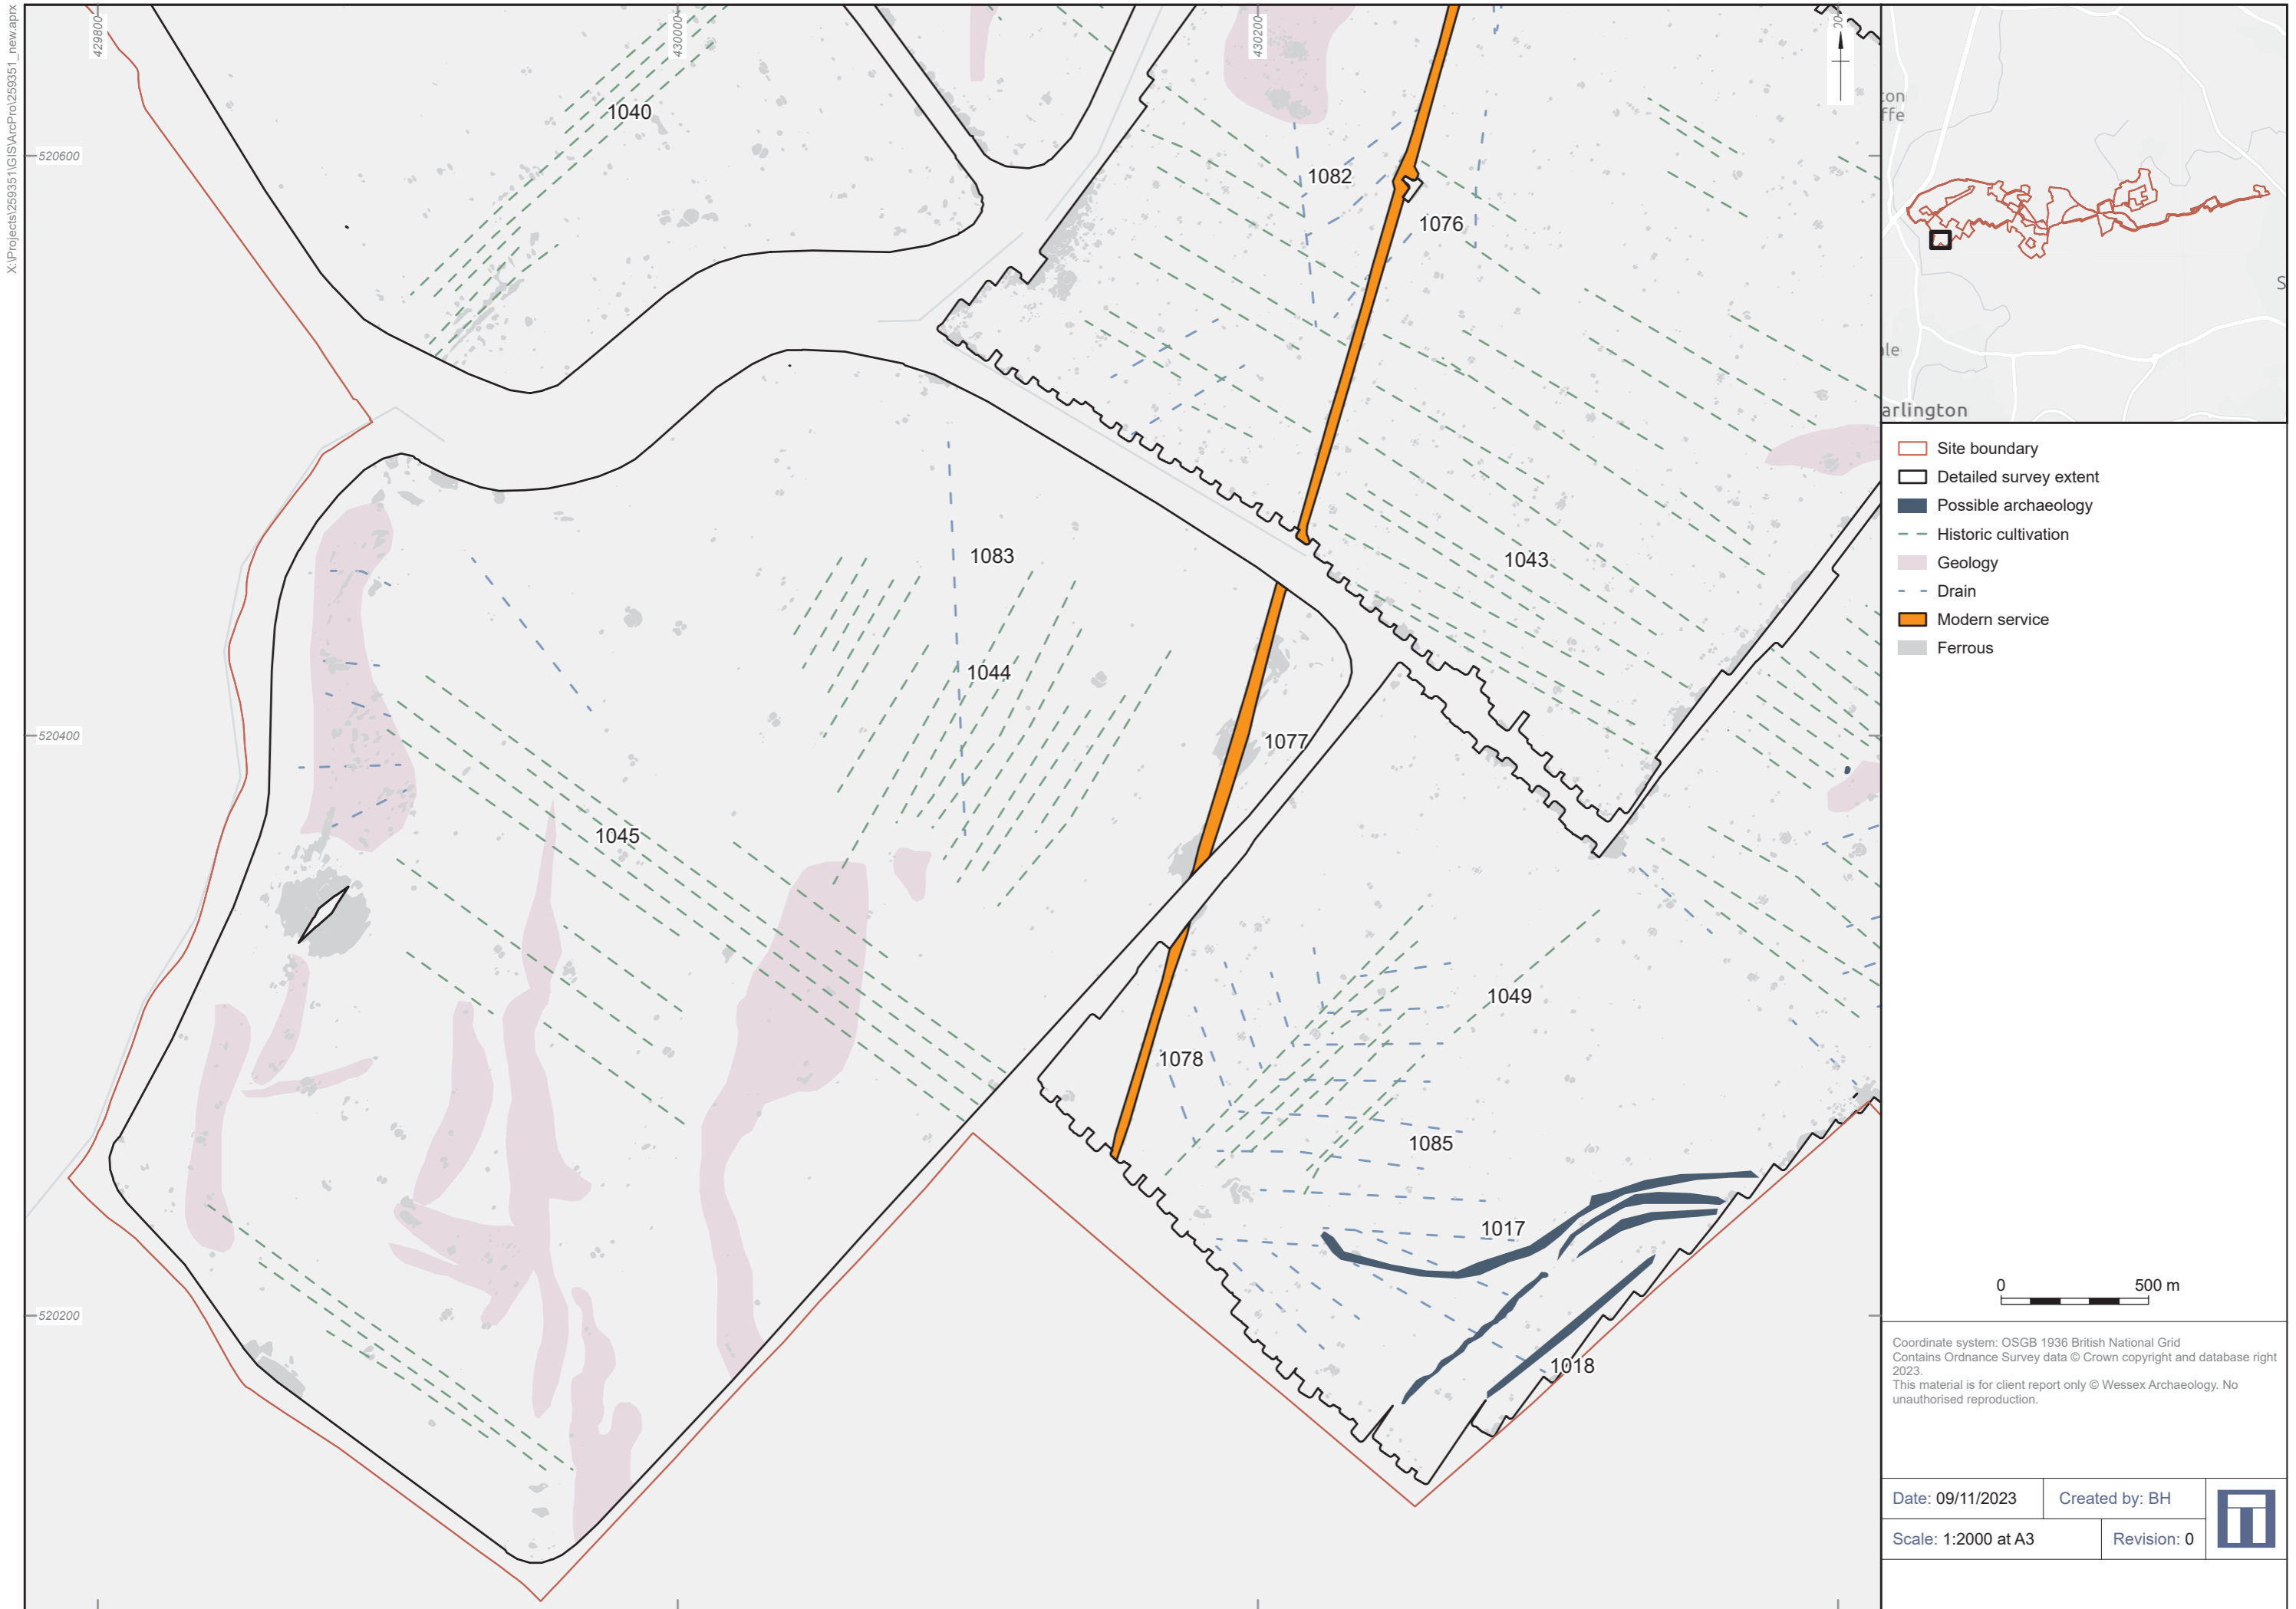 X:\Projects\259351\GIS\ArcPro\259351_new.aprx
429800
430000
430200
520600
520400
520200
1040
1082
1076
1083
1043
1044
1077
1045
1049
1078
1085
1017
1018
arlington
Site boundary
Detailed survey extent
Possible archaeology
Historic cultivation
Geology
Drain
Modern service
Ferrous
0 500 m
Coordinate system: OSGB 1936 British National Grid
Contains Ordnance Survey data © Crown copyright and database right
2023.
This material is for client report only © Wessex Archaeology. No
unauthorised reproduction.
Date: 09/11/2023 Created by: BH
Scale: 1:2000 at A3 Revision: 0